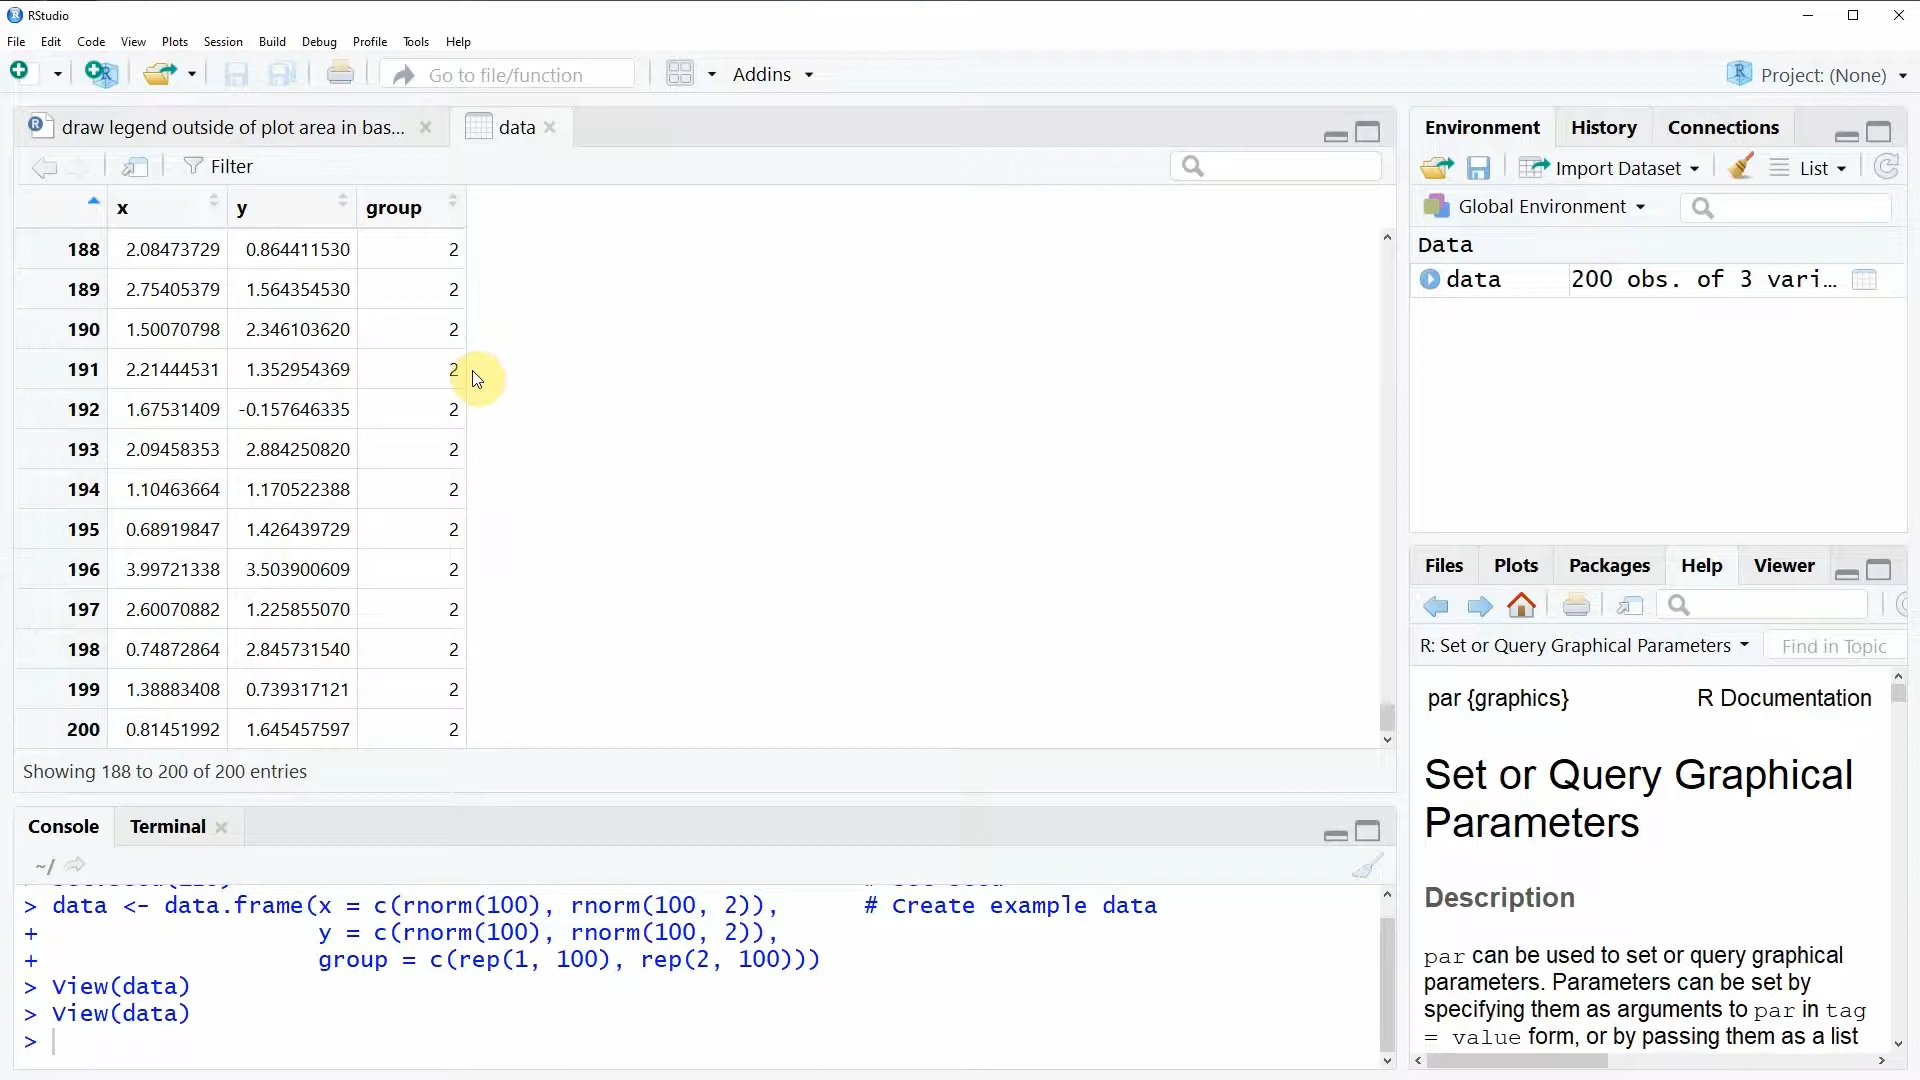 RStudio
File Edit Code View Plots Session Build Debug Profile Tools Help
Go to file/function Addins Project: (None)
draw legend outside of plot area in bas... data
Filter
x y group
188 2.08473729 0.864411530 2
189 2.75405379 1.564354530 2
190 1.50070798 2.346103620 2
191 2.21444531 1.352954369 2
192 1.67531409 -0.157646335 2
193 2.09458353 2.884250820 2
194 1.10463664 1.170522388 2
195 0.68919847 1.426439729 2
196 3.99721338 3.503900609 2
197 2.60070882 1.225855070 2
198 0.74872864 2.845731540 2
199 1.38883408 0.739317121 2
200 0.81451992 1.645457597 2
Showing 188 to 200 of 200 entries
Console Terminal
~/
> data <- data.frame(x = c(rnorm(100), rnorm(100, 2)), # Create example data
+ y = c(rnorm(100), rnorm(100, 2)),
+ group = c(rep(1, 100), rep(2, 100)))
> View(data)
> View(data)
>
Environment History Connections
Import Dataset List
Global Environment
Data
data 200 obs. of 3 vari…
Files Plots Packages Help Viewer
R: Set or Query Graphical Parameters Find in Topic
par {graphics} R Documentation
Set or Query Graphical
Parameters
Description
par can be used to set or query graphical
parameters. Parameters can be set by
specifying them as arguments to par in tag
= value form, or by passing them as a list